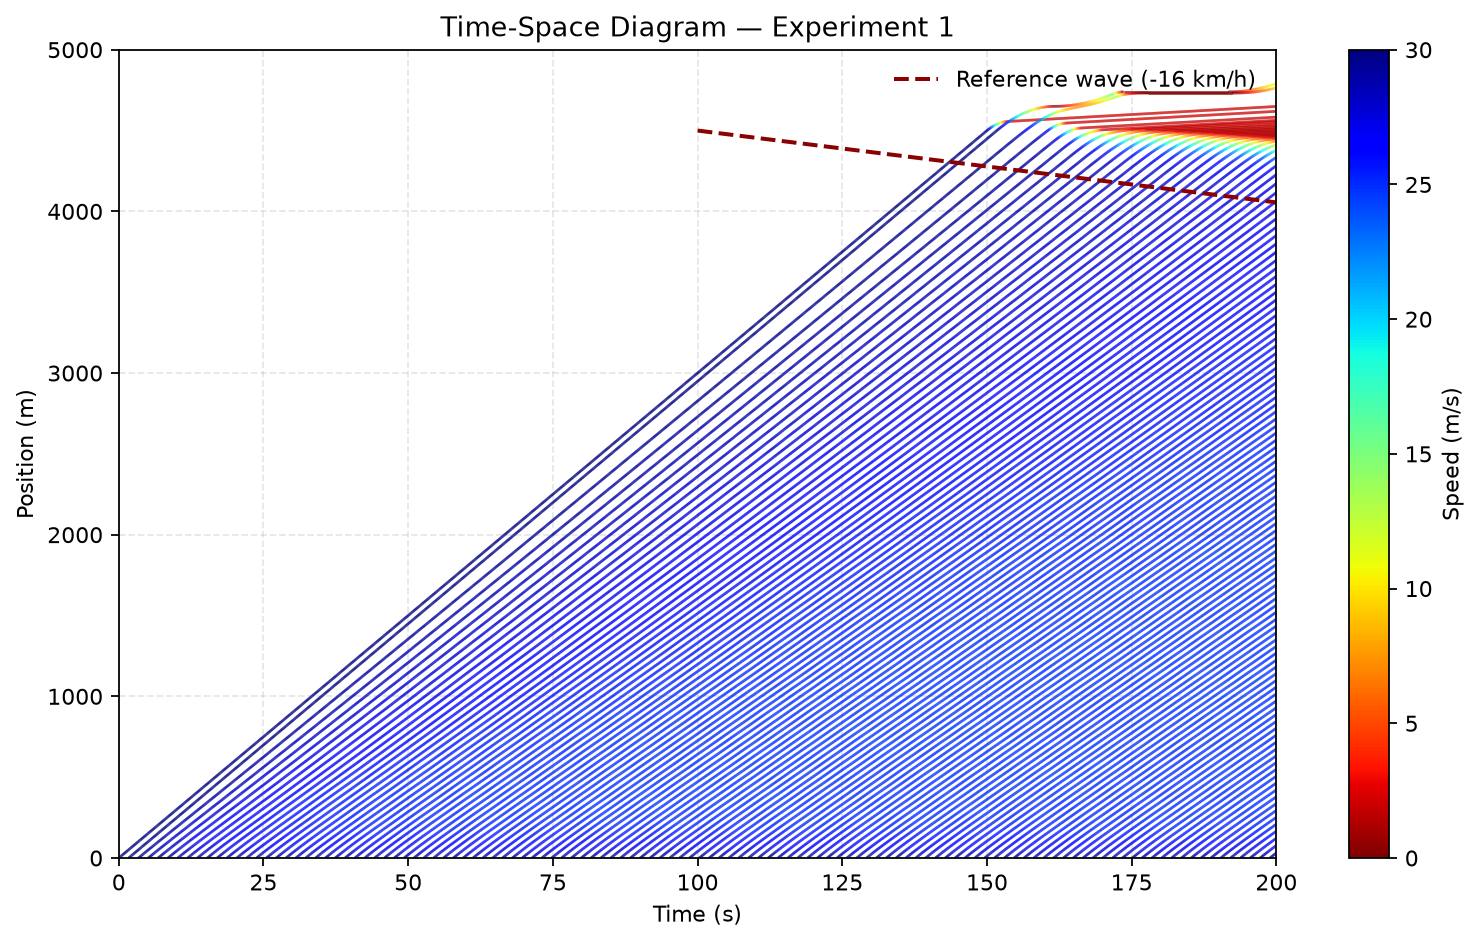 Time-Space Diagram — Experiment 1
Reference wave (-16 km/h)
Position (m)
5000
4000
3000
2000
1000
0
0 25 50 75 100 125 150 175 200
Time (s)
30
25
20
15
10
5
0
Speed (m/s)